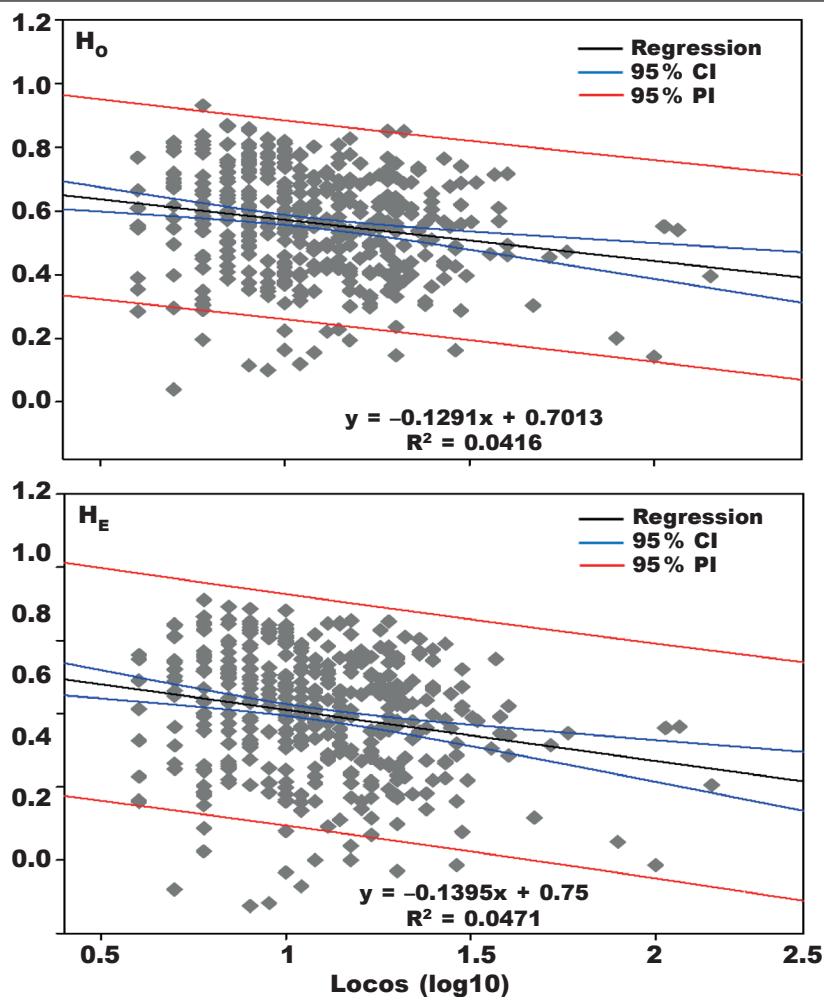 1.2
H_O
Regression
95% CI
95% PI
1.0
0.8
0.6
0.4
0.2
0.0
y = –0.1291x + 0.7013
R² = 0.0416
1.2
H_E
Regression
95% CI
95% PI
1.0
0.8
0.6
0.4
0.2
0.0
y = –0.1395x + 0.75
R² = 0.0471
0.5 1 1.5 2 2.5
Locos (log10)